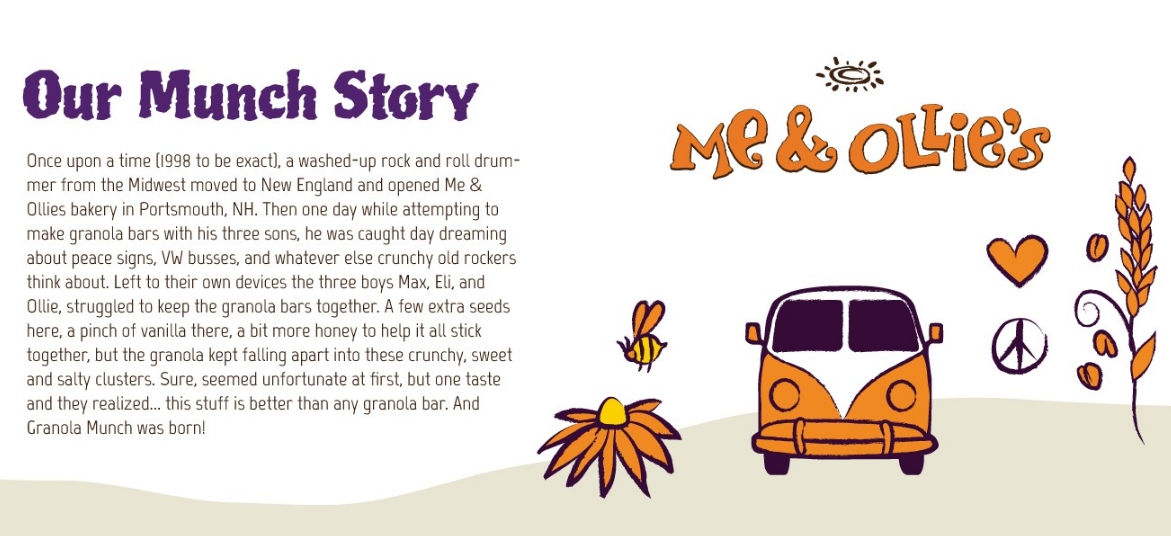 Our Munch Story
Once upon a time (1998 to be exact), a washed-up rock and roll drum-
mer from the Midwest moved to New England and opened Me &
Ollies bakery in Portsmouth, NH. Then one day while attempting to
make granola bars with his three sons, he was caught day dreaming
about peace signs, VW busses, and whatever else crunchy old rockers
think about. Left to their own devices the three boys Max, Eli, and
Ollie, struggled to keep the granola bars together. A few extra seeds
here, a pinch of vanilla there, a bit more honey to help it all stick
together, but the granola kept falling apart into these crunchy, sweet
and salty clusters. Sure, seemed unfortunate at first, but one taste
and they realized... this stuff is better than any granola bar. And
Granola Munch was born!
Me & Ollie's